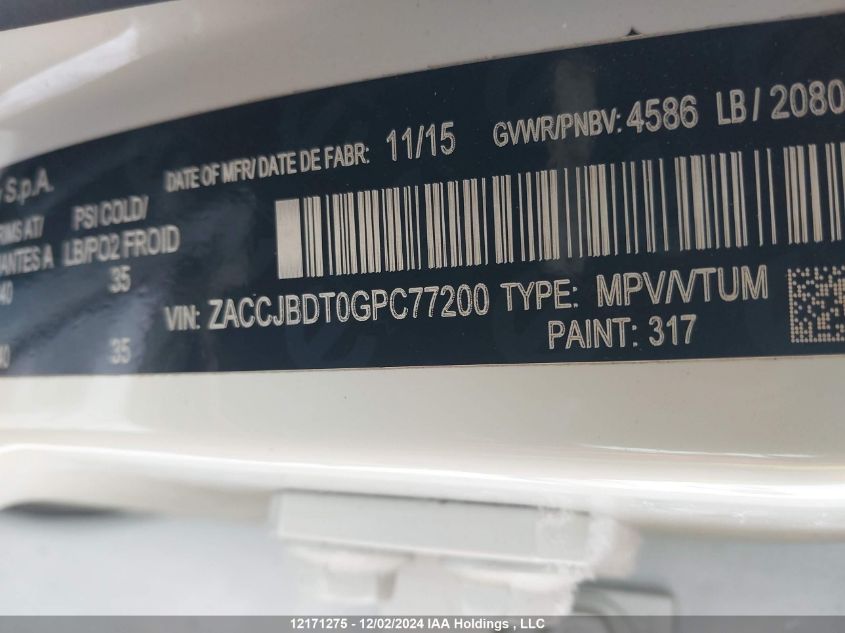 DATE OF MFR/ DATE DE FABR: 11/15 GVWR/PNBV: 4586 LB / 2080
S.p.A.
AT/ PSI COLD/
A LB/PO2 FROID
35
VIN: ZACCJBDT0GPC77200 TYPE: MPV/VTUM
35 PAINT: 317
12171275 - 12/02/2024 IAA Holdings , LLC